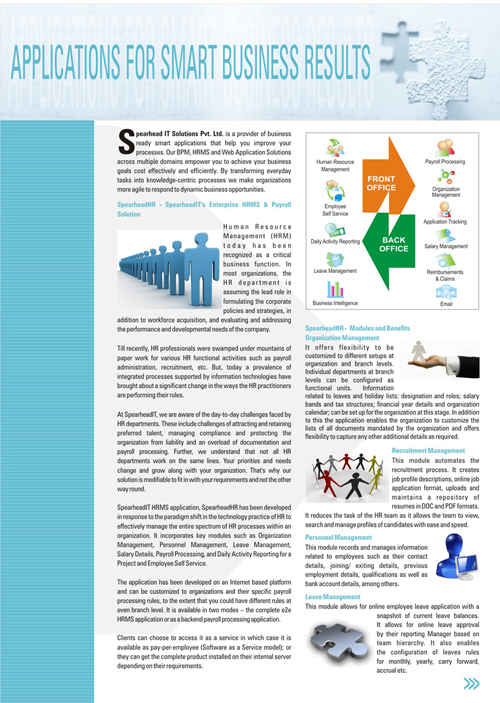 APPLICATIONS FOR SMART BUSINESS RESULTS
Spearhead IT Solutions Pvt. Ltd. is a provider of business
ready smart applications that help you improve your
processes. Our BPM, HRMS and Web Application Solutions
across multiple domains empower you to achieve your business
goals cost effectively and efficiently. By transforming everyday
tasks into knowledge-centric processes we make organizations
more agile to respond to dynamic business opportunities.
SpearheadHR - SpearheadIT's Enterprise HRMS & Payroll
Solution
Human Resource
Management (HRM)
today has been
recognized as a critical
business function. In
most organizations, the
HR department is
assuming the lead role in
formulating the corporate
policies and strategies, in
addition to workforce acquisition, and evaluating and addressing
the performance and developmental needs of the company.
Till recently, HR professionals were swamped under mountains of
paper work for various HR functional activities such as payroll
administration, recruitment, etc. But, today a prevalence of
integrated processes supported by information technologies have
brought about a significant change in the ways the HR practitioners
are performing their roles.
At SpearheadIT, we are aware of the day-to-day challenges faced by
HR departments. These include challenges of attracting and retaining
preferred talent, managing compliance and protecting the
organization from liability and an overload of documentation and
payroll processing. Further, we understand that not all HR
departments work on the same lines. Your priorities and needs
change and grow along with your organization. That's why our
solution is modifiable to fit in with your requirements and not the other
way round.
SpearheadIT HRMS application, SpearheadHR has been developed
in response to the paradigm shift in the technology practice of HR to
effectively manage the entire spectrum of HR processes within an
organization. It incorporates key modules such as Organization
Management, Personnel Management, Leave Management,
Salary Details, Payroll Processing, and Daily Activity Reporting for a
Project and Employee Self Service.
The application has been developed on an Internet based platform
and can be customized to organizations and their specific payroll
processing rules, to the extent that you could have different rules at
even branch level. It is available in two modes – the complete e2e
HRMS application or as a backend payroll processing application.
Clients can choose to access it as a service in which case it is
available as pay-per-employee (Software as a Service model); or
they can get the complete product installed on their internal server
depending on their requirements.
Human Resource
Management
Employee
Self Service
Daily Activity Reporting
Leave Management
Business Intelligence
FRONT
OFFICE
BACK
OFFICE
Payroll Processing
Organization
Management
Application Tracking
Salary Management
Reimbursements
& Claims
Email
SpearheadHR - Modules and Benefits
Organization Management
It offers flexibility to be
customized to different setups at
organization and branch levels.
Individual departments at branch
levels can be configured as
functional units. Information
related to leaves and holiday lists; designation and roles; salary
bands and tax structures; financial year details and organization
calendar; can be set up for the organization at this stage. In addition
to this the application enables the organization to customize the
lists of all documents mandated by the organization and offers
flexibility to capture any other additional details as required.
Recruitment Management
This module automates the
recruitment process. It creates
job profile descriptions, online job
application format, uploads and
maintains a repository of
resumes in DOC and PDF formats.
It reduces the task of the HR team as it allows the team to view,
search and manage profiles of candidates with ease and speed.
Personnel Management
This module records and manages information
related to employees such as their contact
details, joining/ exiting details, previous
employment details, qualifications as well as
bank account details, among others.
Leave Management
This module allows for online employee leave application with a
snapshot of current leave balance.
It allows for online leave approval
by their reporting Manager based on
team hierarchy. It also enables
the configuration of leaves rules
for monthly, yearly, carry forward,
accrual etc.